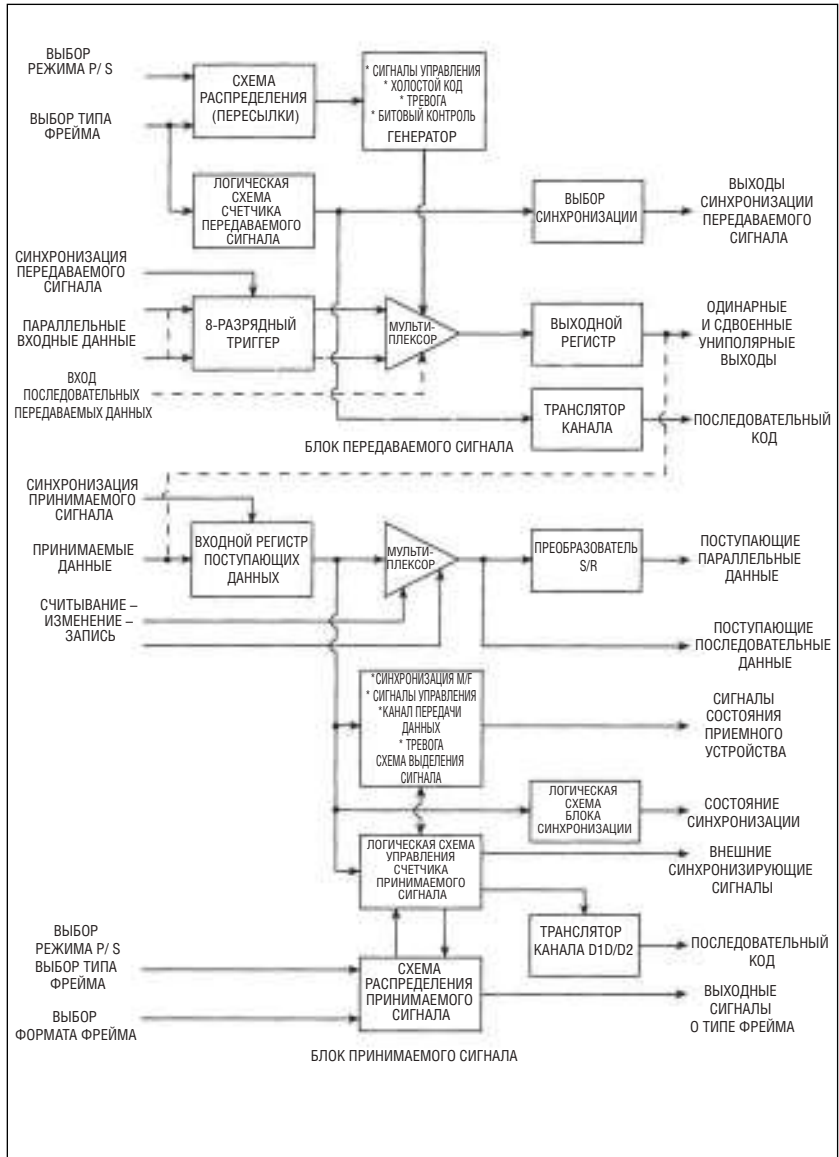 ВЫБОР
РЕЖИМА P/ S
ВЫБОР ТИПА
ФРЕЙМА
СХЕМА
РАСПРЕДЕЛЕНИЯ
(ПЕРЕСЫЛКИ)
* СИГНАЛЫ УПРАВЛЕНИЯ
* ХОЛОСТОЙ КОД
* ТРЕВОГА
* БИТОВЫЙ КОНТРОЛЬ
ГЕНЕРАТОР
ЛОГИЧЕСКАЯ
СХЕМА
СЧЕТЧИКА
ПЕРЕДАВАЕМОГО
СИГНАЛА
ВЫБОР
СИНХРОНИЗАЦИИ
ВЫХОДЫ
СИНХРОНИЗАЦИИ
ПЕРЕДАВАЕМОГО
СИГНАЛА
СИНХРОНИЗАЦИЯ
ПЕРЕДАВАЕМОГО
СИГНАЛА
ПАРАЛЛЕЛЬНЫЕ
ВХОДНЫЕ ДАННЫЕ
8-РАЗРЯДНЫЙ
ТРИГГЕР
МУЛЬТИ-
ПЛЕКСОР
ВЫХОДНОЙ
РЕГИСТР
ОДИНАРНЫЕ
И СДВОЕННЫЕ
УНИПОЛЯРНЫЕ
ВЫХОДЫ
ВХОД
ПОСЛЕДОВАТЕЛЬНЫХ
ПЕРЕДАВАЕМЫХ ДАННЫХ
ТРАНСЛЯТОР
КАНАЛА
ПОСЛЕДОВАТЕЛЬНЫЙ
КОД
БЛОК ПЕРЕДАВАЕМОГО СИГНАЛА
СИНХРОНИЗАЦИЯ
ПРИНИМАЕМОГО
СИГНАЛА
ПРИНИМАЕМЫЕ
ДАННЫЕ
ВХОДНОЙ РЕГИСТР
ПОСТУПАЮЩИХ
ДАННЫХ
МУЛЬТИ-
ПЛЕКСОР
ПРЕОБРАЗОВАТЕЛЬ
S/R
ПОСТУПАЮЩИЕ
ПАРАЛЛЕЛЬНЫЕ
ДАННЫЕ
СЧИТЫВАНИЕ –
ИЗМЕНЕНИЕ –
ЗАПИСЬ
ПОСТУПАЮЩИЕ
ПОСЛЕДОВАТЕЛЬНЫЕ
ДАННЫЕ
*СИНХРОНИЗАЦИЯ M/F
* СИГНАЛЫ УПРАВЛЕНИЯ
*КАНАЛ ПЕРЕДАЧИ
ДАННЫХ
* ТРЕВОГА
СХЕМА ВЫДЕЛЕНИЯ
СИГНАЛА
СИГНАЛЫ
СОСТОЯНИЯ
ПРИЕМНОГО
УСТРОЙСТВА
ЛОГИЧЕСКАЯ
СХЕМА
БЛОКА
СИНХРОНИЗАЦИИ
СОСТОЯНИЕ
СИНХРОНИЗАЦИИ
ЛОГИЧЕСКАЯ СХЕМА
УПРАВЛЕНИЯ
СЧЕТЧИКА
ПРИНИМАЕМОГО
СИГНАЛА
ВНЕШНИЕ
СИНХРОНИЗИРУЮЩИЕ
СИГНАЛЫ
ТРАНСЛЯТОР
КАНАЛА D1D/D2
ПОСЛЕДОВАТЕЛЬНЫЙ
КОД
ВЫБОР
РЕЖИМА P/ S
ВЫБОР ТИПА
ФРЕЙМА
ВЫБОР
ФОРМАТА ФРЕЙМА
СХЕМА
РАСПРЕДЕЛЕНИЯ
ПРИНИМАЕМОГО
СИГНАЛА
ВЫХОДНЫЕ
СИГНАЛЫ
О ТИПЕ ФРЕЙМА
БЛОК ПРИНИМАЕМОГО СИГНАЛА